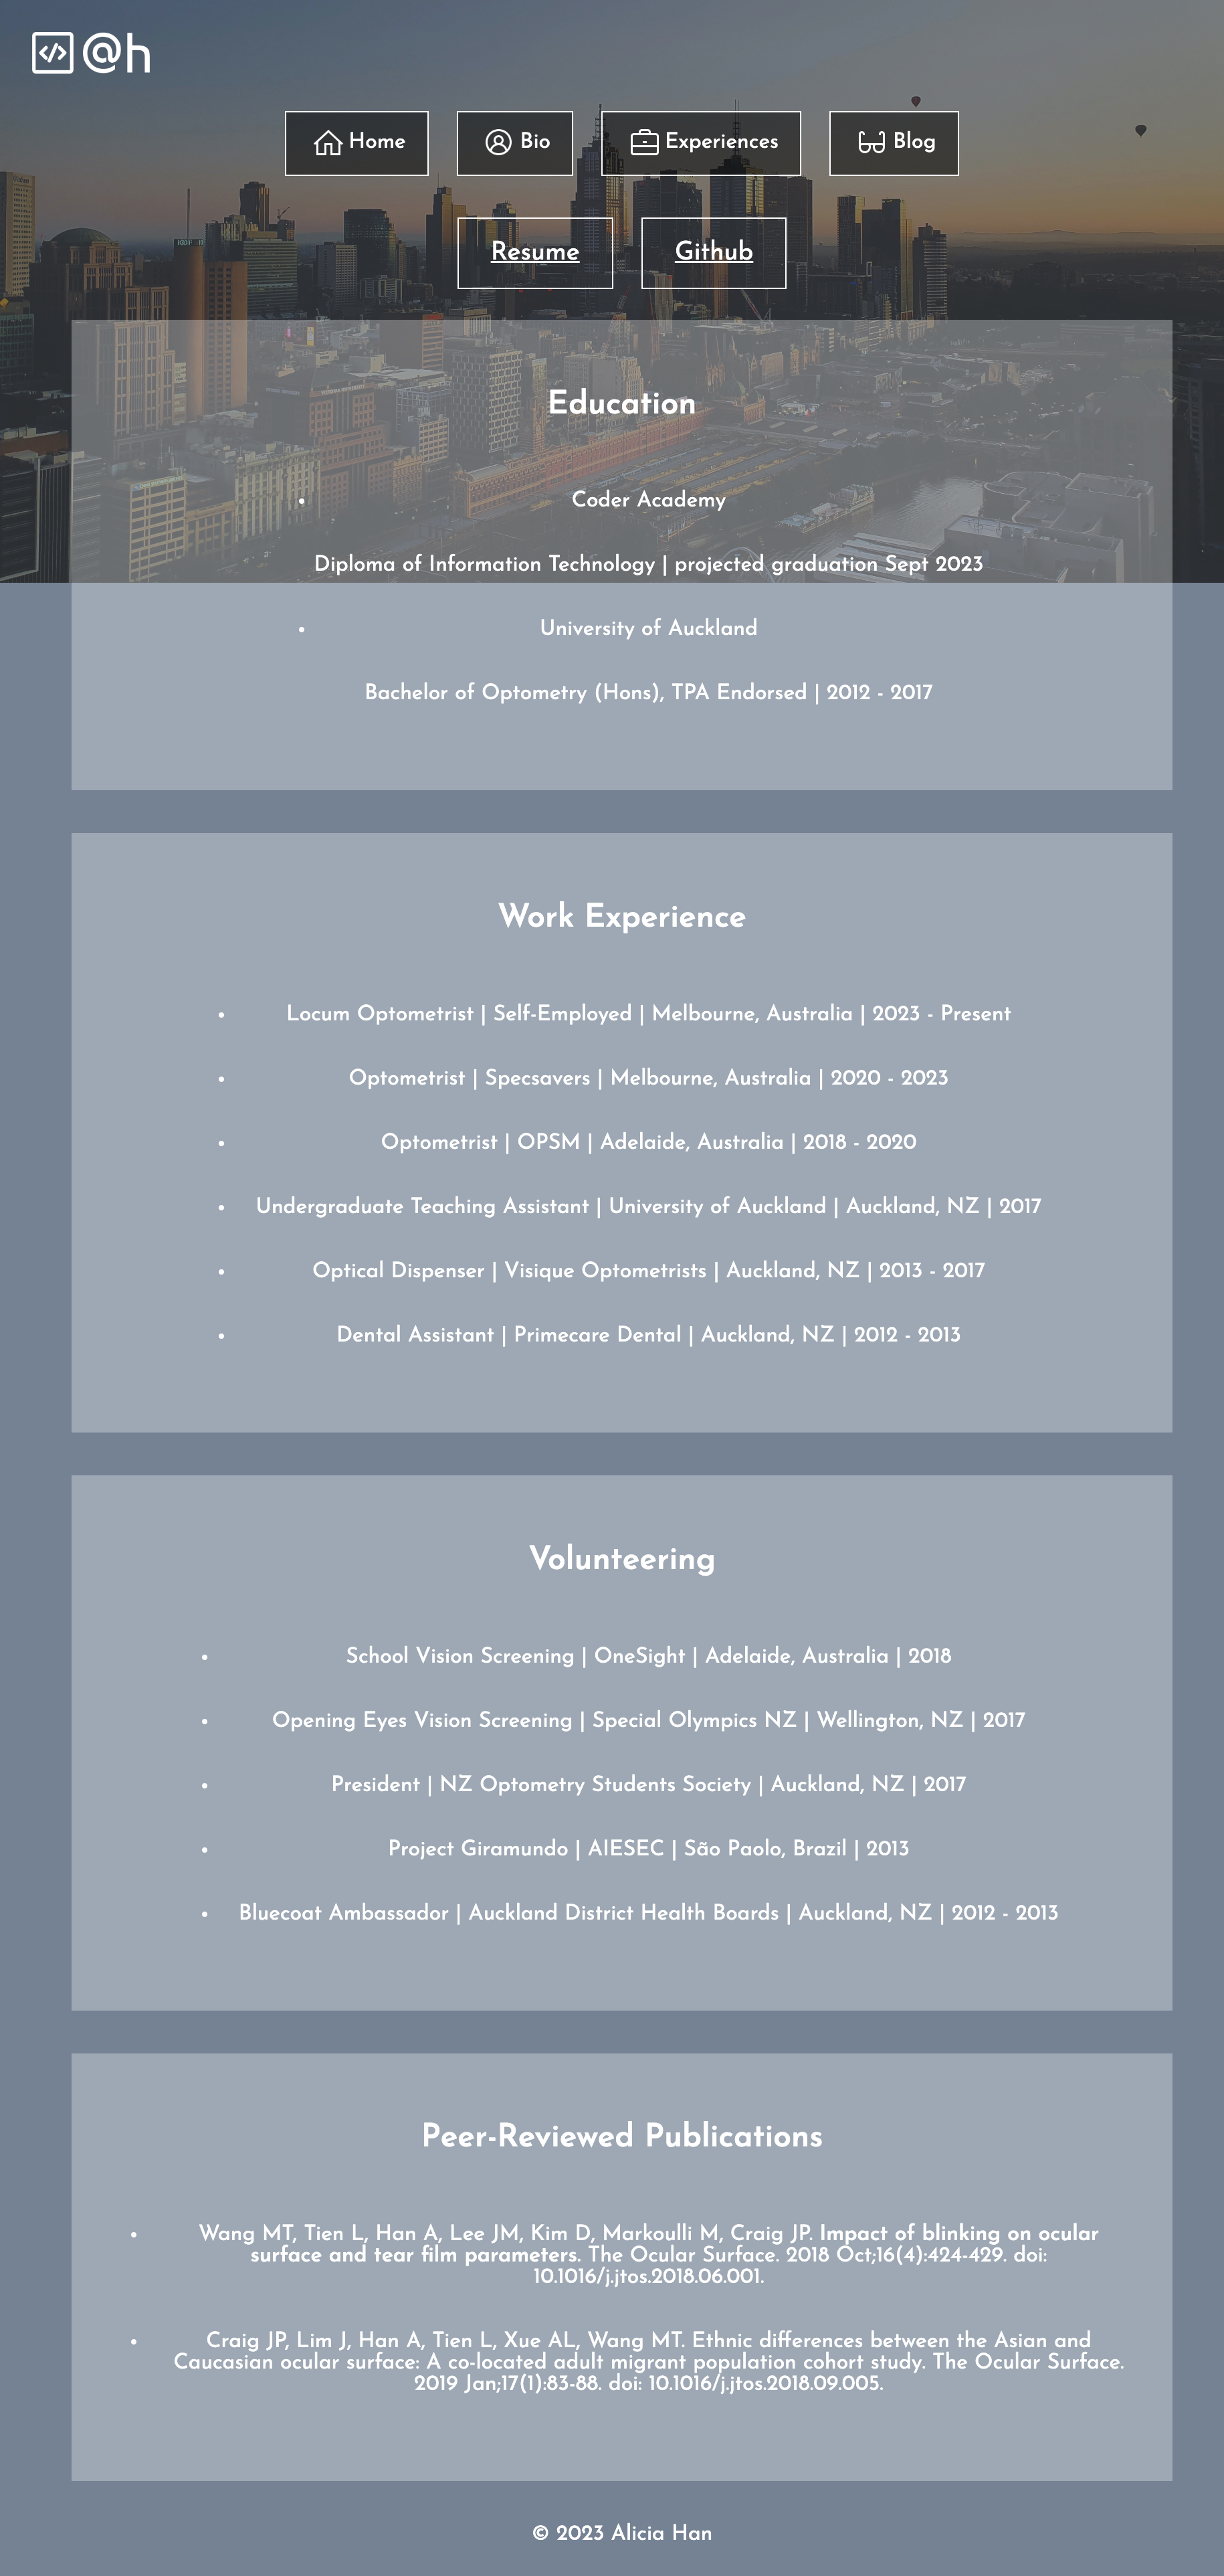 </> @h
Home
Bio
Experiences
Blog
Resume
Github
Education
• Coder Academy
Diploma of Information Technology | projected graduation Sept 2023
• University of Auckland
Bachelor of Optometry (Hons), TPA Endorsed | 2012 - 2017
Work Experience
• Locum Optometrist | Self-Employed | Melbourne, Australia | 2023 - Present
• Optometrist | Specsavers | Melbourne, Australia | 2020 - 2023
• Optometrist | OPSM | Adelaide, Australia | 2018 - 2020
• Undergraduate Teaching Assistant | University of Auckland | Auckland, NZ | 2017
• Optical Dispenser | Visique Optometrists | Auckland, NZ | 2013 - 2017
• Dental Assistant | Primecare Dental | Auckland, NZ | 2012 - 2013
Volunteering
• School Vision Screening | OneSight | Adelaide, Australia | 2018
• Opening Eyes Vision Screening | Special Olympics NZ | Wellington, NZ | 2017
• President | NZ Optometry Students Society | Auckland, NZ | 2017
• Project Giramundo | AIESEC | São Paolo, Brazil | 2013
• Bluecoat Ambassador | Auckland District Health Boards | Auckland, NZ | 2012 - 2013
Peer-Reviewed Publications
• Wang MT, Tien L, Han A, Lee JM, Kim D, Markoulli M, Craig JP. Impact of blinking on ocular
surface and tear film parameters. The Ocular Surface. 2018 Oct;16(4):424-429. doi:
10.1016/j.jtos.2018.06.001.
• Craig JP, Lim J, Han A, Tien L, Xue AL, Wang MT. Ethnic differences between the Asian and
Caucasian ocular surface: A co-located adult migrant population cohort study. The Ocular Surface.
2019 Jan;17(1):83-88. doi: 10.1016/j.jtos.2018.09.005.
© 2023 Alicia Han